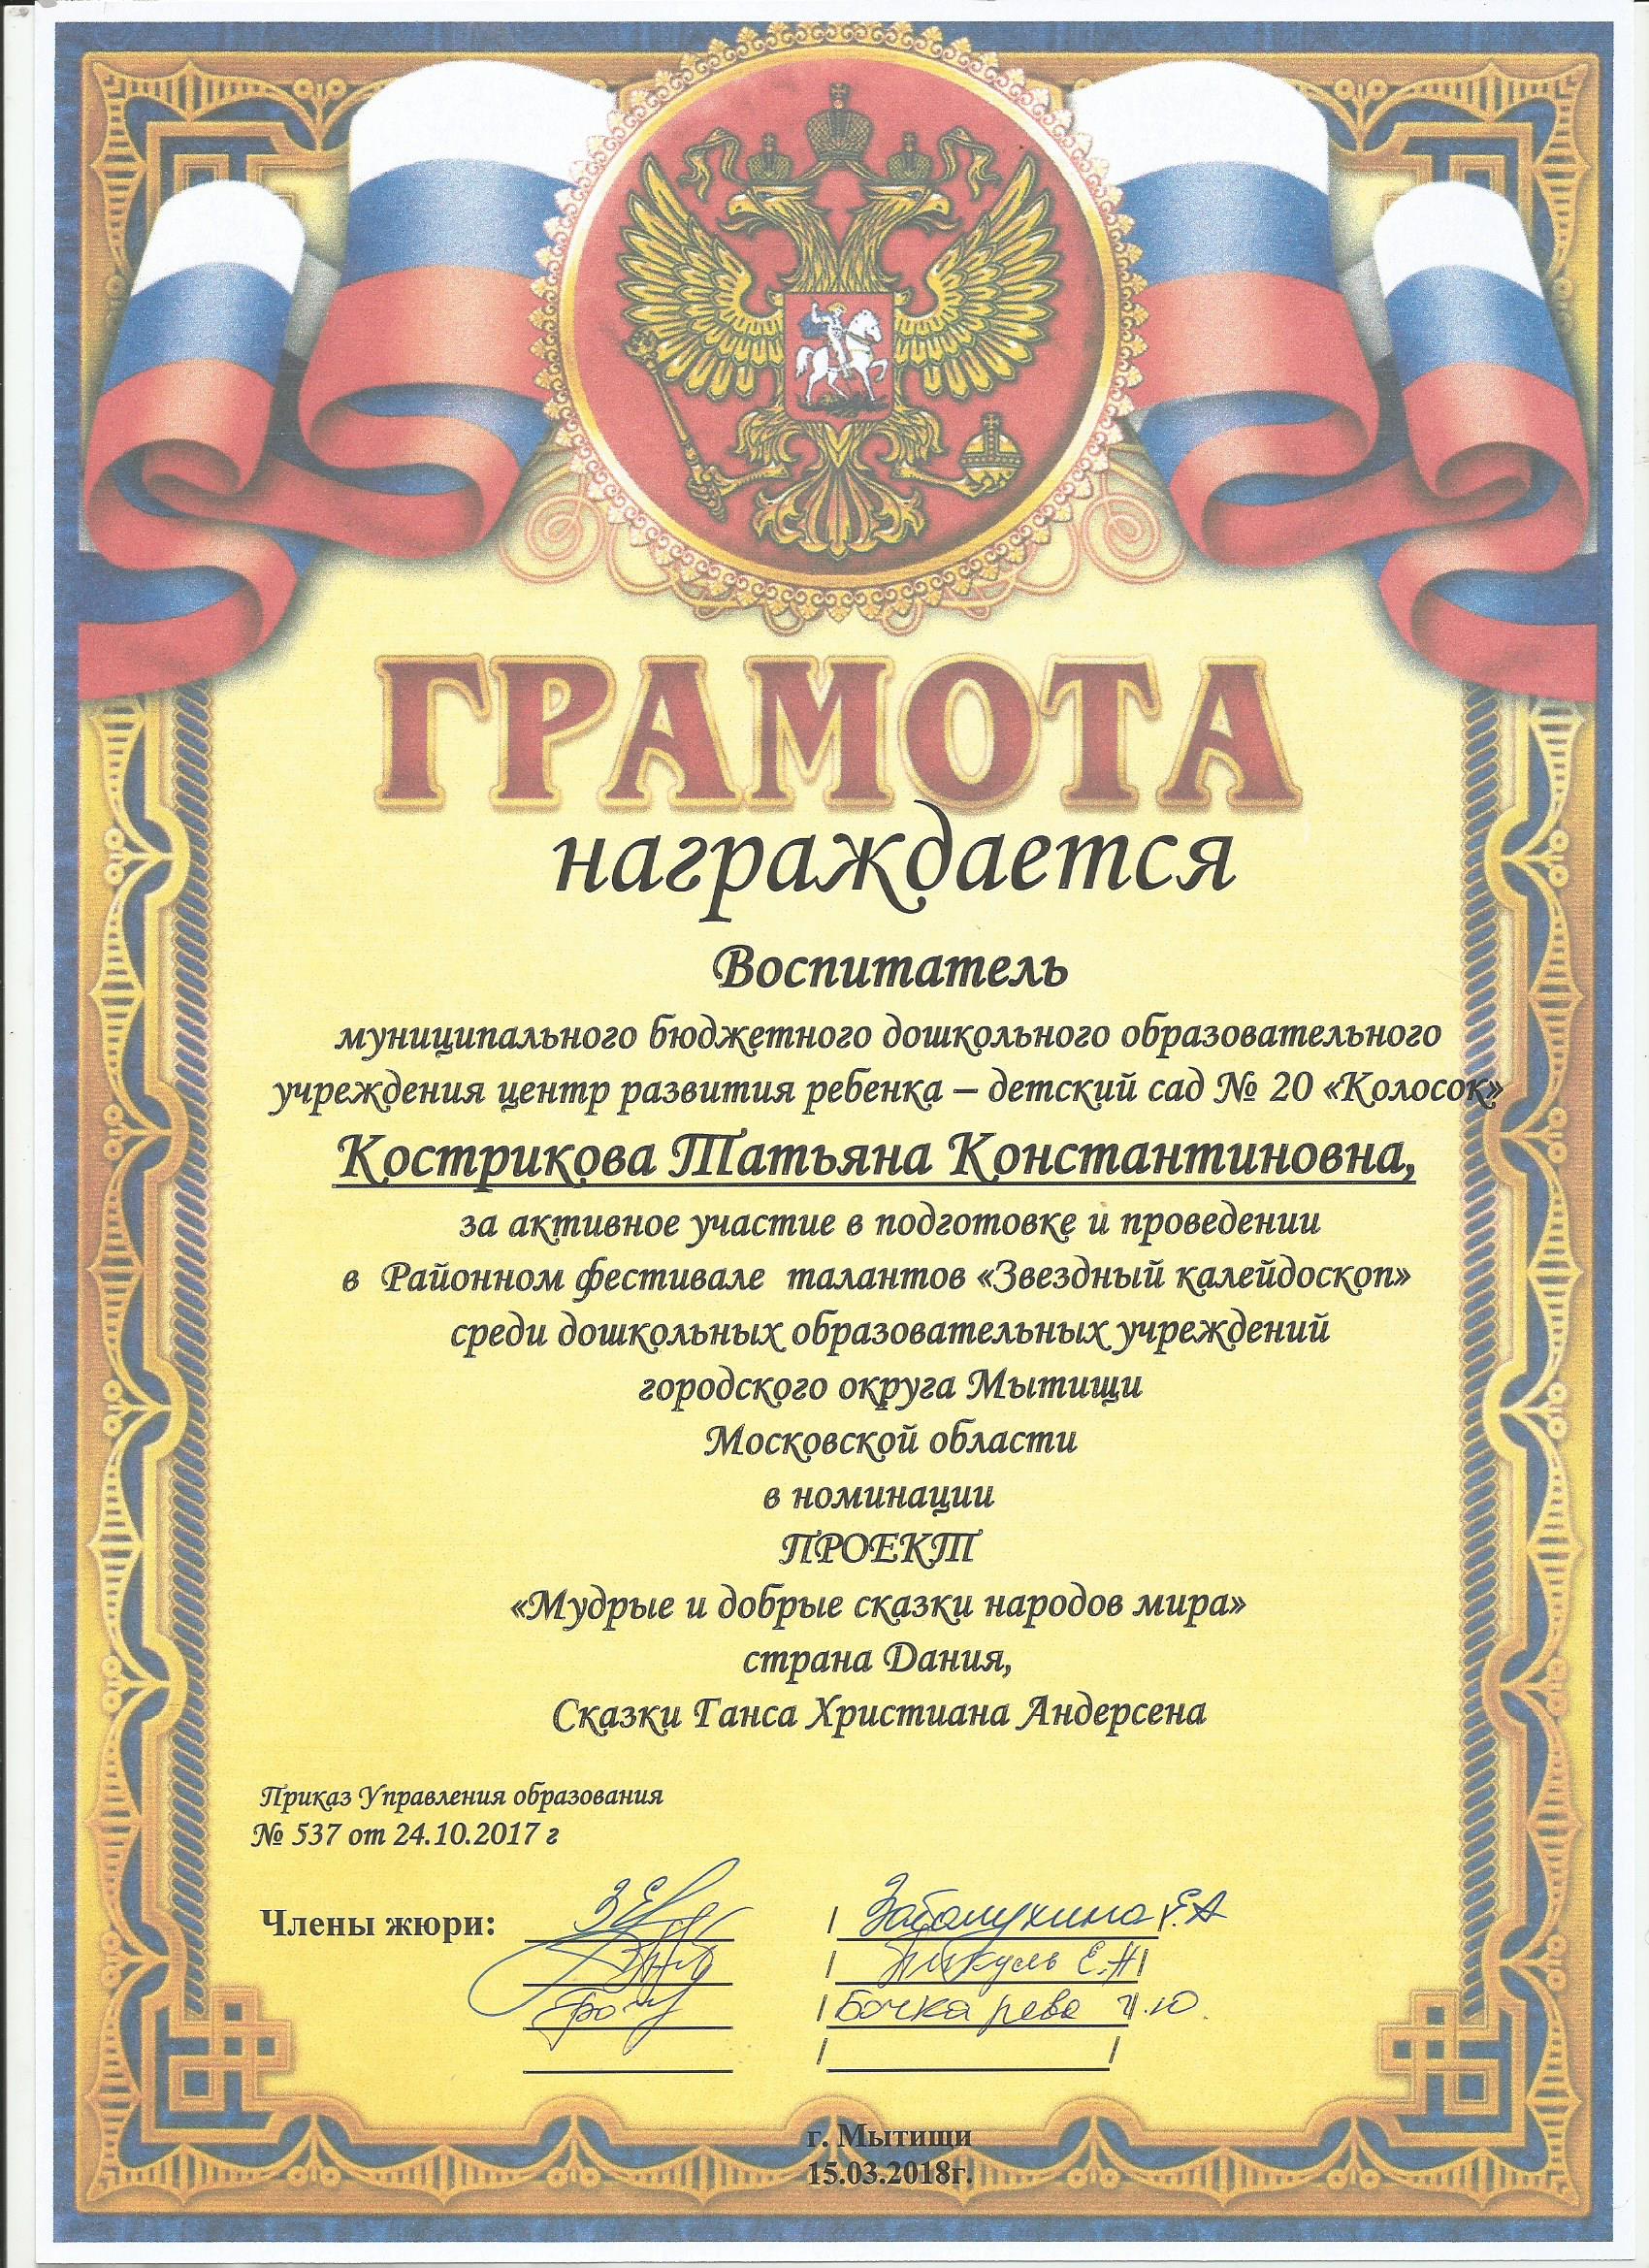 ГРАМОТА
награждается
Воспитатель
муниципального бюджетного дошкольного образовательного
учреждения центр развития ребенка – детский сад № 20 «Колосок»
Кострикова Татьяна Константиновна,
за активное участие в подготовке и проведении
в Районном фестивале талантов «Звездный калейдоскоп»
среди дошкольных образовательных учреждений
городского округа Мытищи
Московской области
в номинации
ПРОЕКТ
«Мудрые и добрые сказки народов мира»
страна Дания,
Сказки Ганса Христиана Андерсена
Приказ Управления образования
№ 537 от 24.10.2017 г
Члены жюри:
Е.А
Пикуль Е.Н
Бочкарева
г. Мытищи
15.03.2018г.